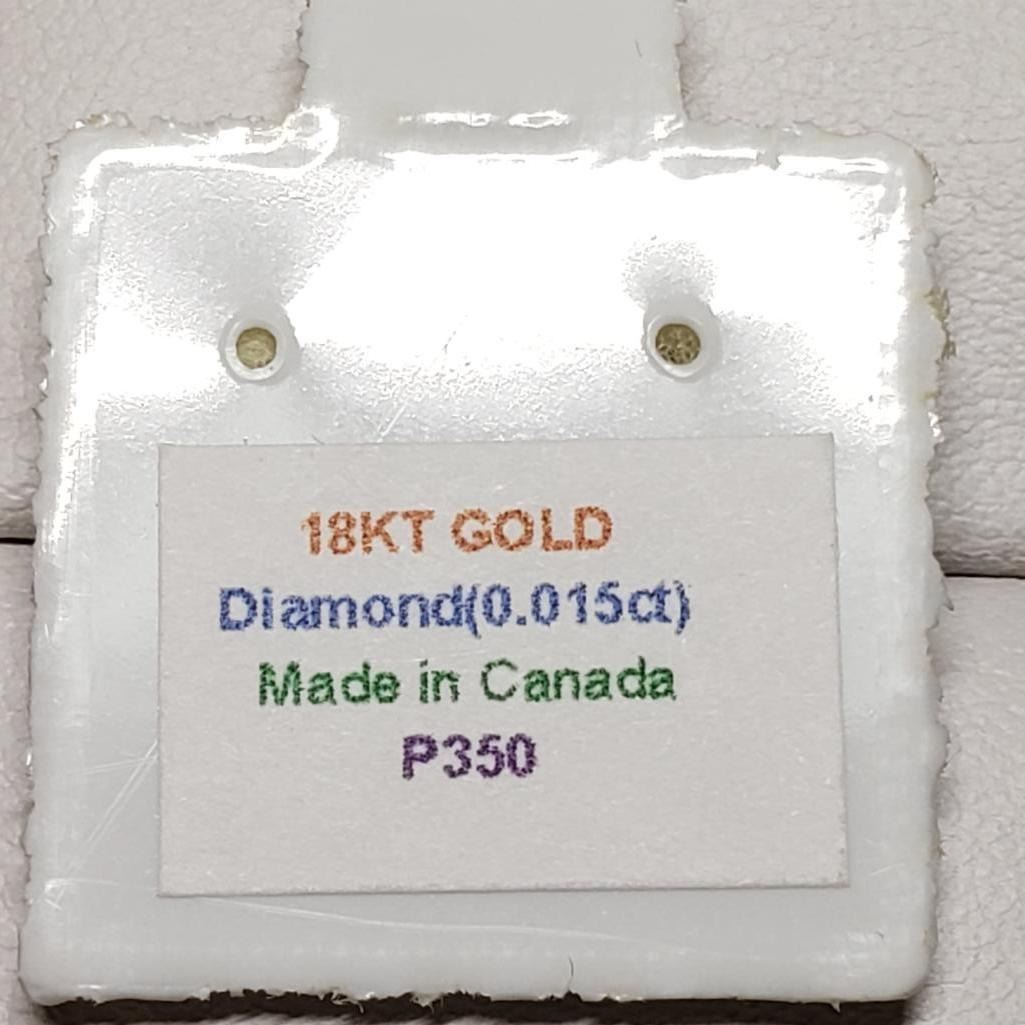 18KT GOLD
Diamond(0.015ct)
Made in Canada
P350